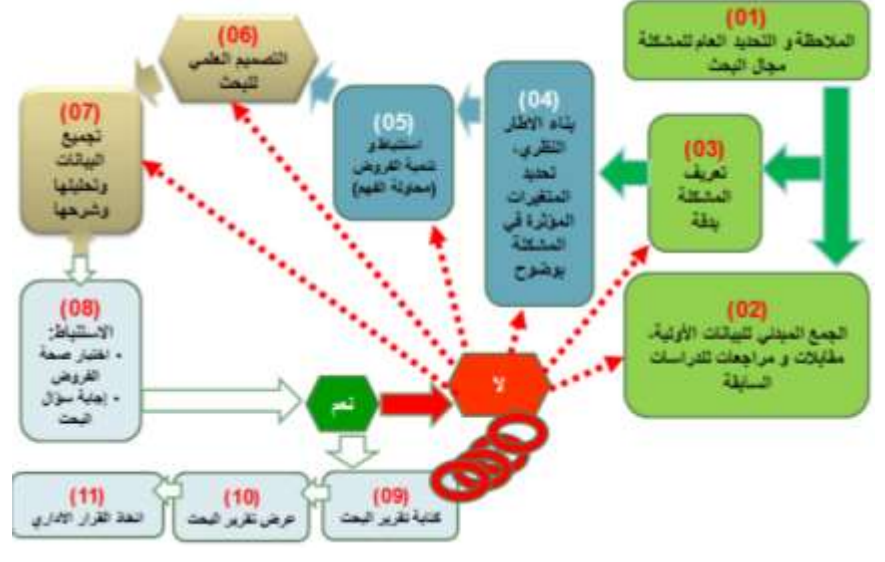 (01)
الملاحظة و التحديد العام للمشكلة
مجال البحث
(02)
الجمع المبدئي للبيانات الأولية،
مقابلات و مراجعات للدراسات
السابقة
(03)
تعريف
المشكلة
بدقة
(04)
بناء الاطار
النظري،
تحديد
المتغيرات
المؤثرة في
المشكلة
بوضوح
(05)
استنباط و
تنمية الفروض
(محاولة الفهم)
(06)
التصميم العلمي
للبحث
(07)
تجميع
البيانات
وتحليلها
وشرحها
(08)
الاستنباط:
- اختبار صحة
الفروض
- إجابة سؤال
البحث
نعم
لا
(09)
كتابة تقرير البحث
(10)
عرض تقرير البحث
(11)
اتخاذ القرار الاداري